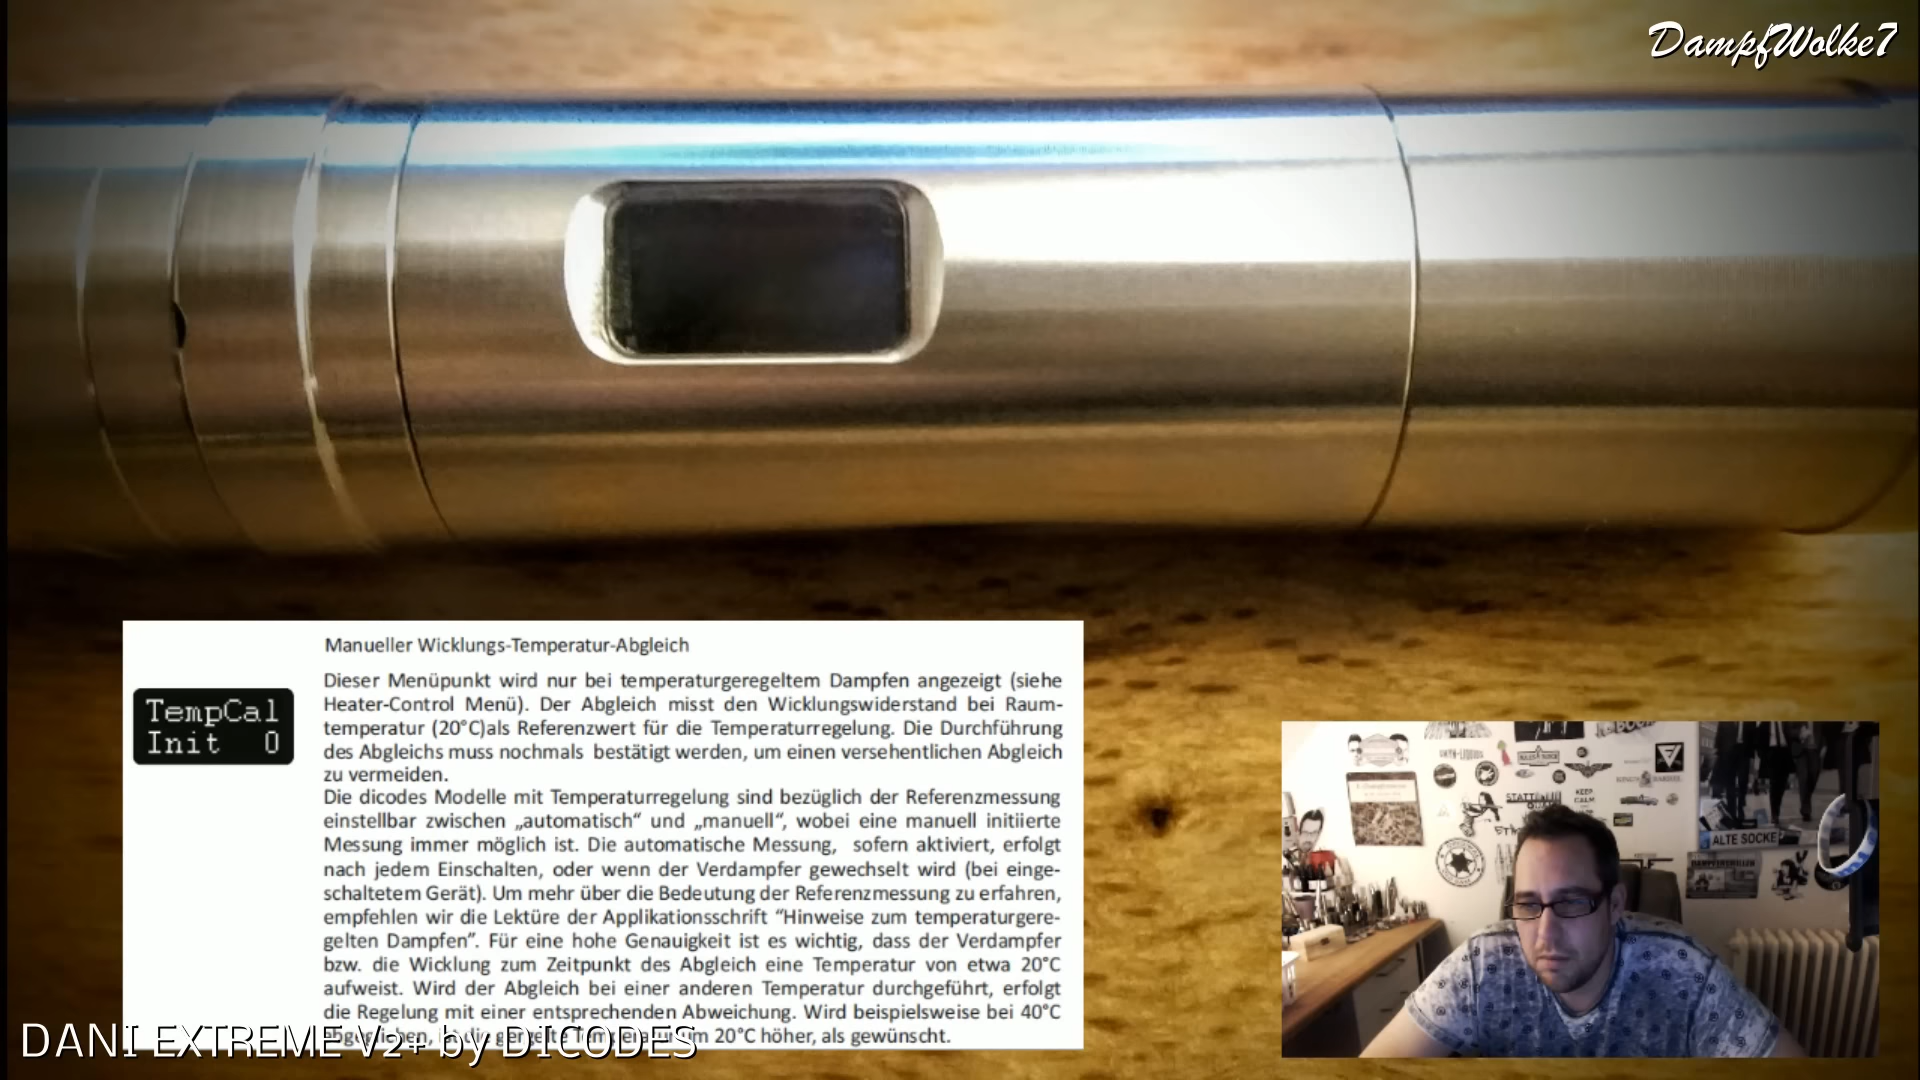 DampfWolke7
Manueller Wicklungs-Temperatur-Abgleich
Dieser Menüpunkt wird nur bei temperaturgeregeltem Dampfen angezeigt (siehe
Heater-Control Menü). Der Abgleich misst den Wicklungswiderstand bei Raum-
temperatur (20°C)als Referenzwert für die Temperaturregelung. Die Durchführung
des Abgleichs muss nochmals bestätigt werden, um einen versehentlichen Abgleich
zu vermeiden.
TempCal
Init 0
Die dicodes Modelle mit Temperaturregelung sind bezüglich der Referenzmessung
einstellbar zwischen „automatisch“ und „manuell“, wobei eine manuell initiierte
Messung immer möglich ist. Die automatische Messung, sofern aktiviert, erfolgt
nach jedem Einschalten, oder wenn der Verdampfer gewechselt wird (bei einge-
schaltetem Gerät). Um mehr über die Bedeutung der Referenzmessung zu erfahren,
empfehlen wir die Lektüre der Applikationsschrift “Hinweise zum temperaturgere-
gelten Dampfen”. Für eine hohe Genauigkeit ist es wichtig, dass der Verdampfer
bzw. die Wicklung zum Zeitpunkt des Abgleich eine Temperatur von etwa 20°C
aufweist. Wird der Abgleich bei einer anderen Temperatur durchgeführt, erfolgt
die Regelung mit einer entsprechenden Abweichung. Wird beispielsweise bei 40°C
20°C höher, als gewünscht.
DANI EXTREME V2+ by DICODES
STATT
KEEP
CALM
ALTE SOCKE